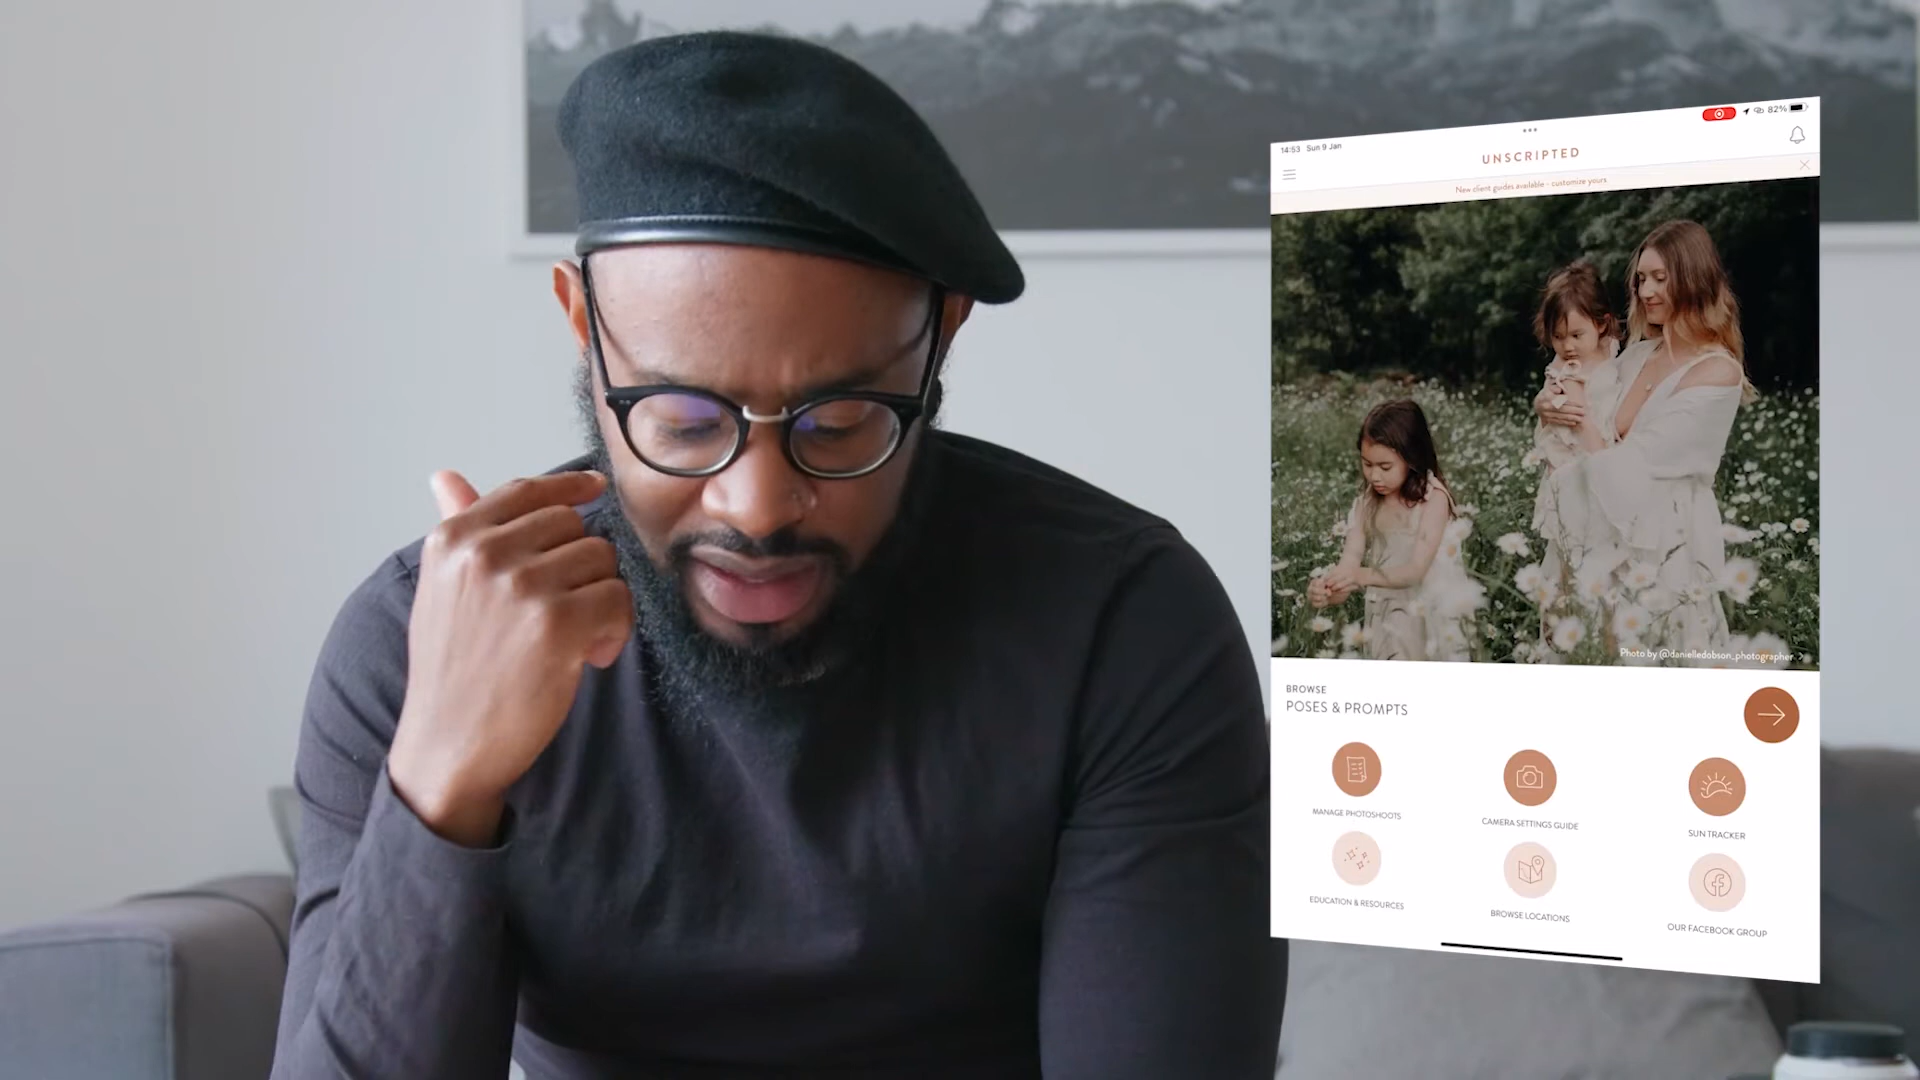 14:53 Sun 9 Jan
82%
UNSCRIPTED
New client guides available - customize yours
Photo by @danielledobson_photographer
BROWSE
POSES & PROMPTS
MANAGE PHOTOSHOOTS
CAMERA SETTINGS GUIDE
SUN TRACKER
EDUCATION & RESOURCES
BROWSE LOCATIONS
OUR FACEBOOK GROUP